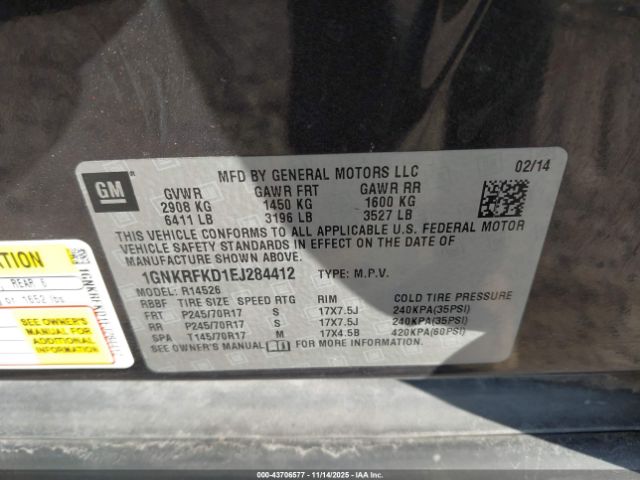 GM
MFD BY GENERAL MOTORS LLC 02/14
GVWR GAWR FRT GAWR RR
2908 KG 1450 KG 1600 KG
6411 LB 3196 LB 3527 LB
THIS VEHICLE CONFORMS TO ALL APPLICABLE U.S. FEDERAL MOTOR
VEHICLE SAFETY STANDARDS IN EFFECT ON THE DATE OF
MANUFACTURE SHOWN ABOVE.
1GNKRFKD1EJ284412 TYPE: M.P.V.
MODEL: R14526
RBBF TIRE SIZE SPEED RTG RIM COLD TIRE PRESSURE
FRT P245/70R17 S 17X7.5J 240KPA(35PSI)
RR P245/70R17 S 17X7.5J 240KPA(35PSI)
SPA T145/70R17 M 17X4.5B 420KPA(60PSI)
SEE OWNER'S MANUAL FOR MORE INFORMATION.
REAR
SEE OWNER'S
MANUAL FOR
ADDITIONAL
INFORMATION
000-43706577 - 11/14/2025 - IAAI.COM